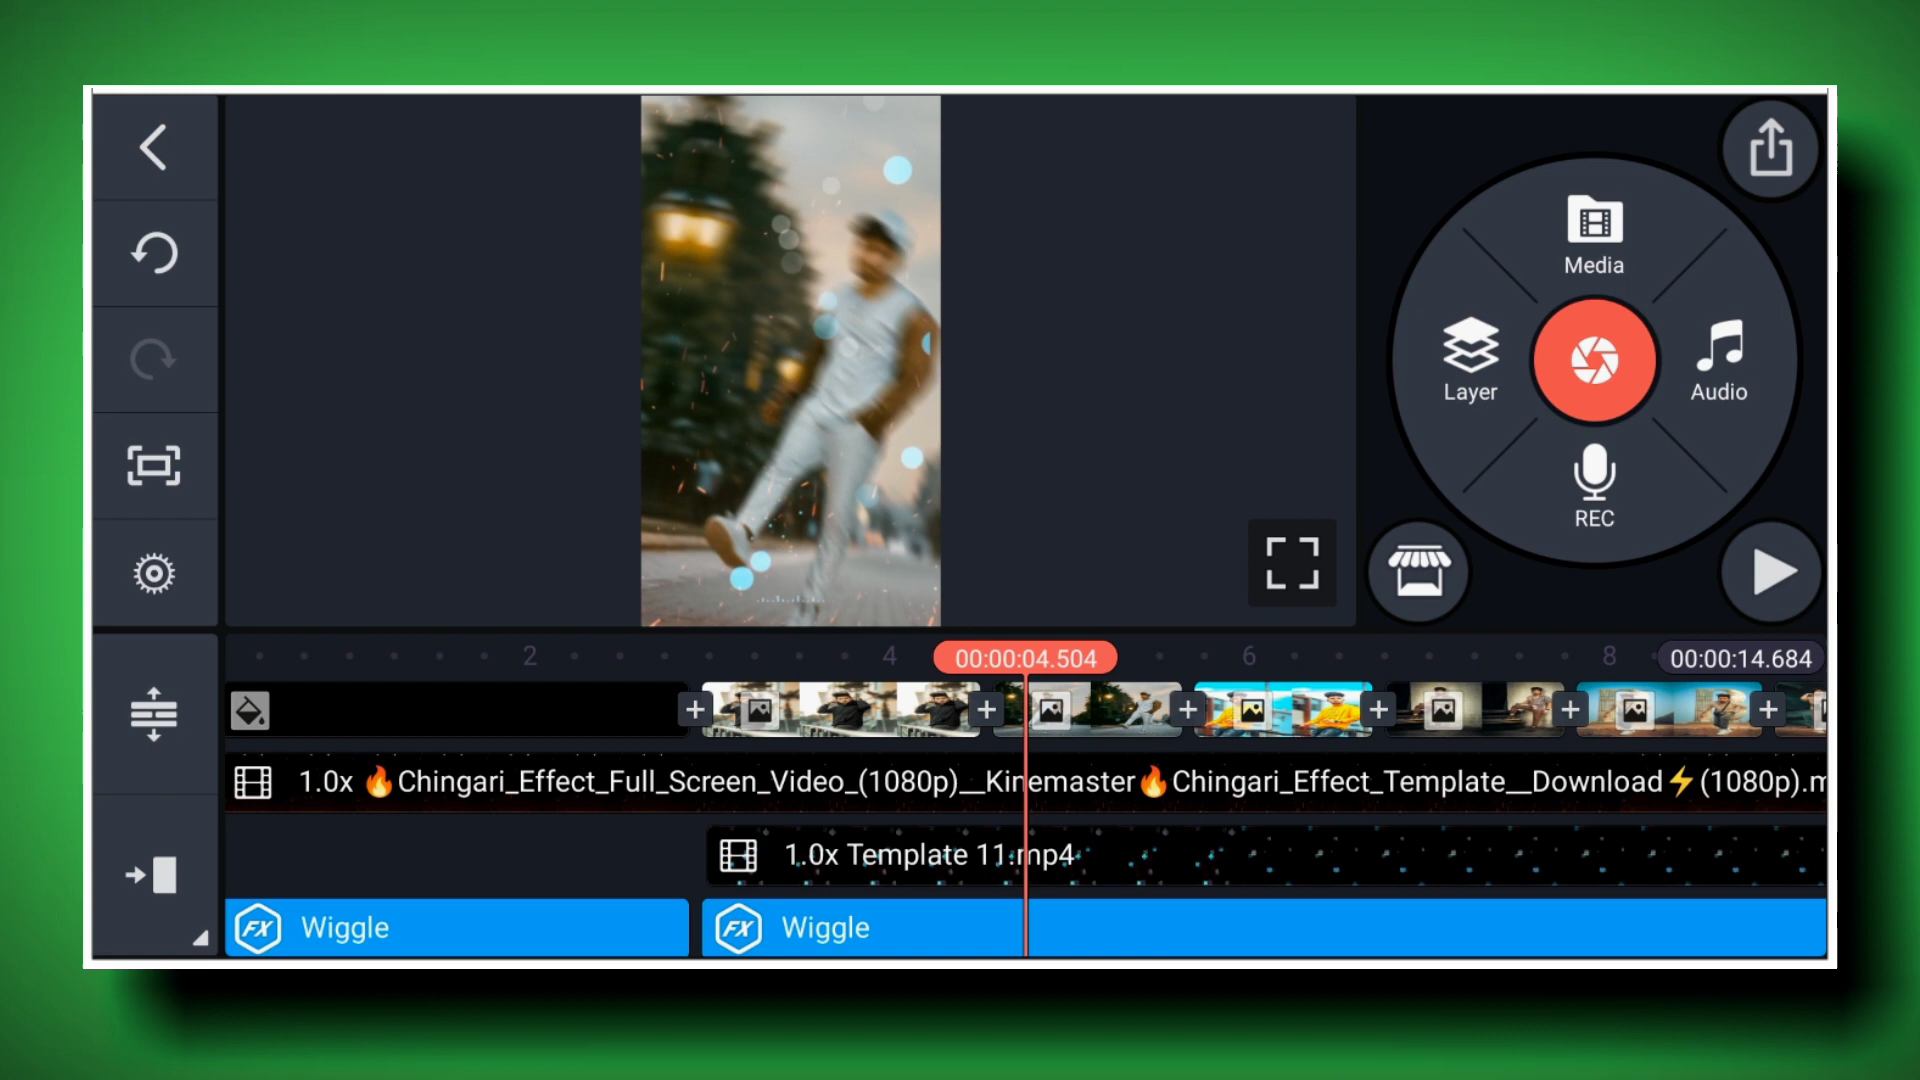 Media
Layer
Audio
REC
2
4
00:00:04.504
6
8
00:00:14.684
1.0x 🔥Chingari_Effect_Full_Screen_Video_(1080p)__Kinemaster🔥Chingari_Effect_Template__Download⚡(1080p).m
1.0x Template 11.mp4
FX Wiggle
FX Wiggle